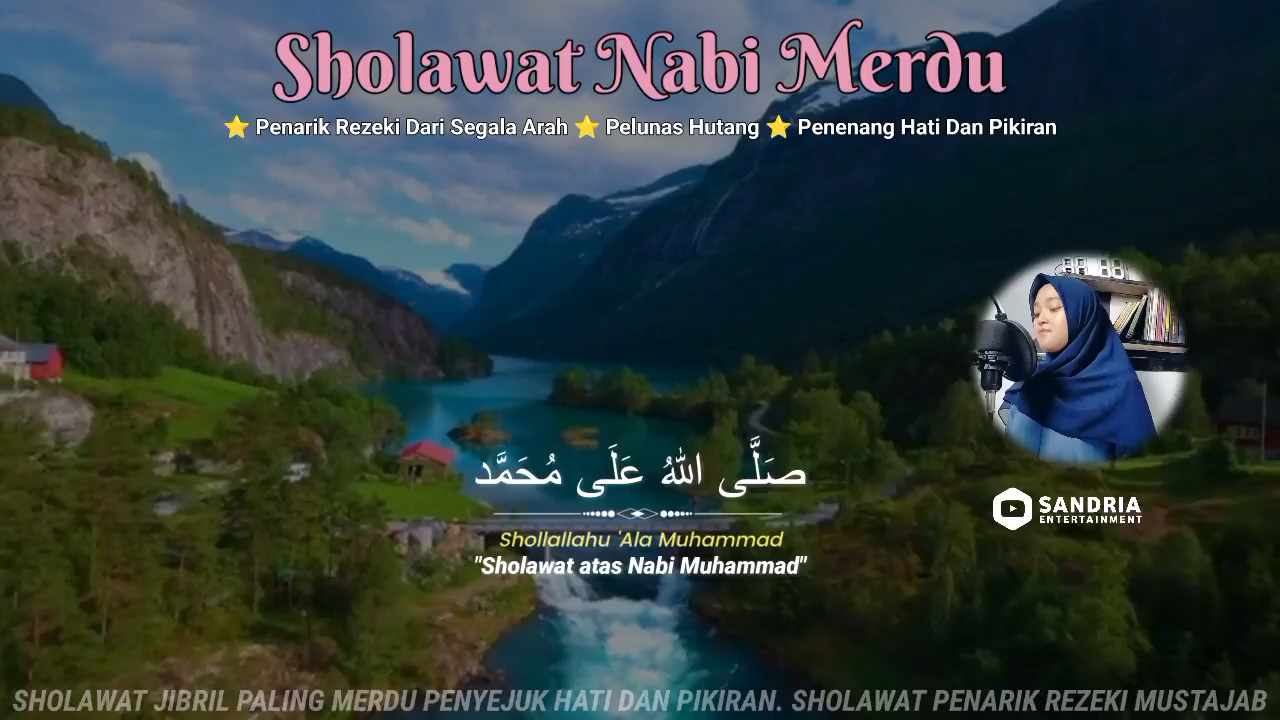 Sholawat Nabi Merdu
⭐ Penarik Rezeki Dari Segala Arah ⭐ Pelunas Hutang ⭐ Penenang Hati Dan Pikiran
صَلَّى اللهُ عَلَى مُحَمَّد
Shollallahu 'Ala Muhammad
"Sholawat atas Nabi Muhammad"
SANDRIA
ENTERTAINMENT
SHOLAWAT JIBRIL PALING MERDU PENYEJUK HATI DAN PIKIRAN. SHOLAWAT PENARIK REZEKI MUSTAJAB